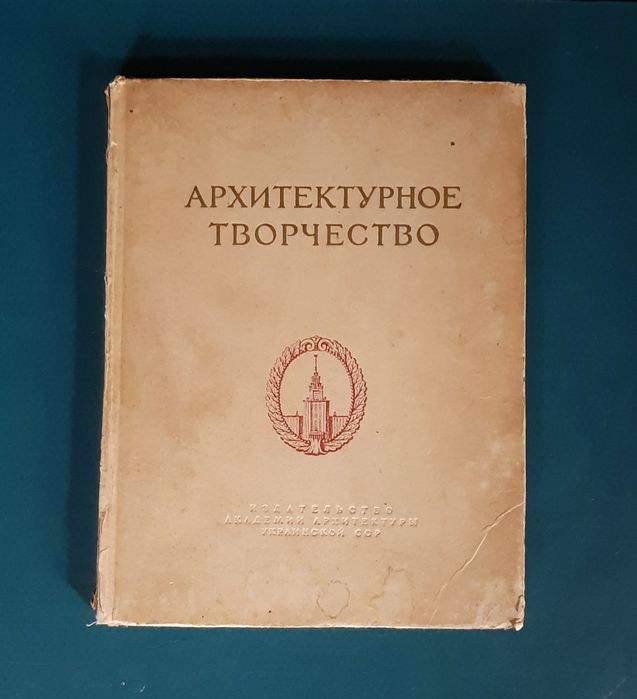 АРХИТЕКТУРНОЕ
ТВОРЧЕСТВО
ИЗДАТЕЛЬСТВО
АКАДЕМИИ АРХИТЕКТУРЫ
УКРАИНСКОЙ ССР